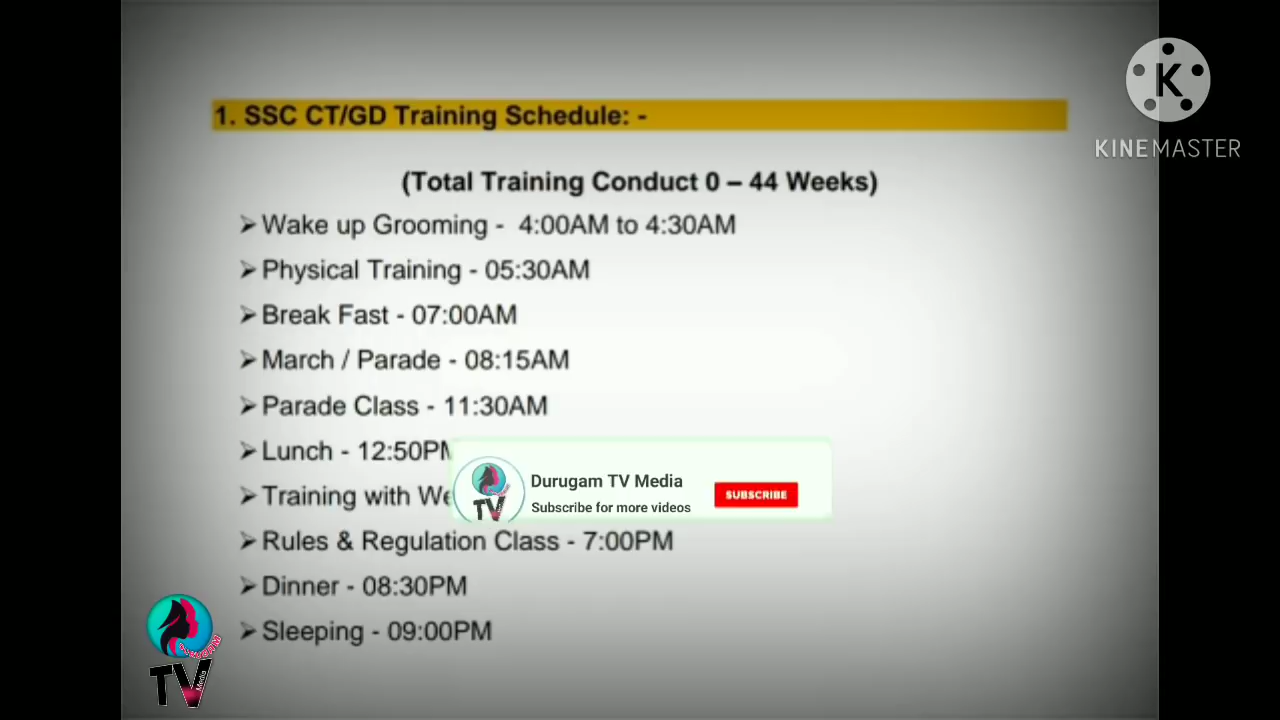 1. SSC CT/GD Training Schedule: -
KINEMASTER
(Total Training Conduct 0 – 44 Weeks)
➢ Wake up Grooming - 4:00AM to 4:30AM
➢ Physical Training - 05:30AM
➢ Break Fast - 07:00AM
➢ March / Parade - 08:15AM
➢ Parade Class - 11:30AM
➢ Lunch - 12:50PM
➢ Training with
Durugam TV Media
Subscribe for more videos
SUBSCRIBE
TV
➢ Rules & Regulation Class - 7:00PM
➢ Dinner - 08:30PM
➢ Sleeping - 09:00PM
DURUGAM
TV Media